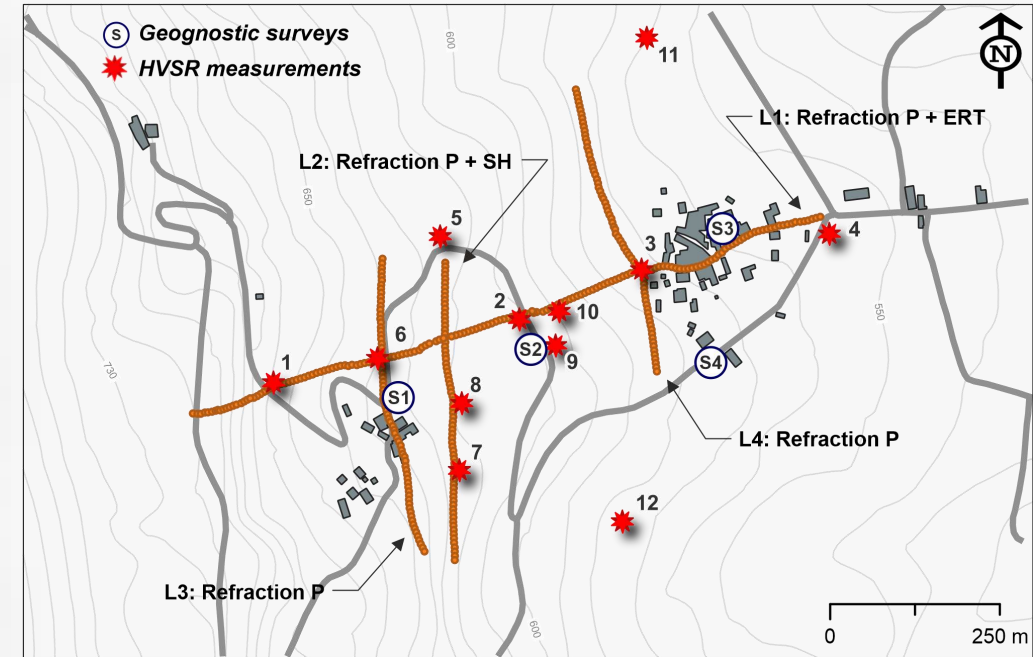 S Geognostic surveys
HVSR measurements
N
600
11
L1: Refraction P + ERT
L2: Refraction P + SH
650
5
S3
4
3
2
10
550
6
S2
9
730
1
S4
S1
8
L4: Refraction P
7
12
L3: Refraction P
600
0
250 m